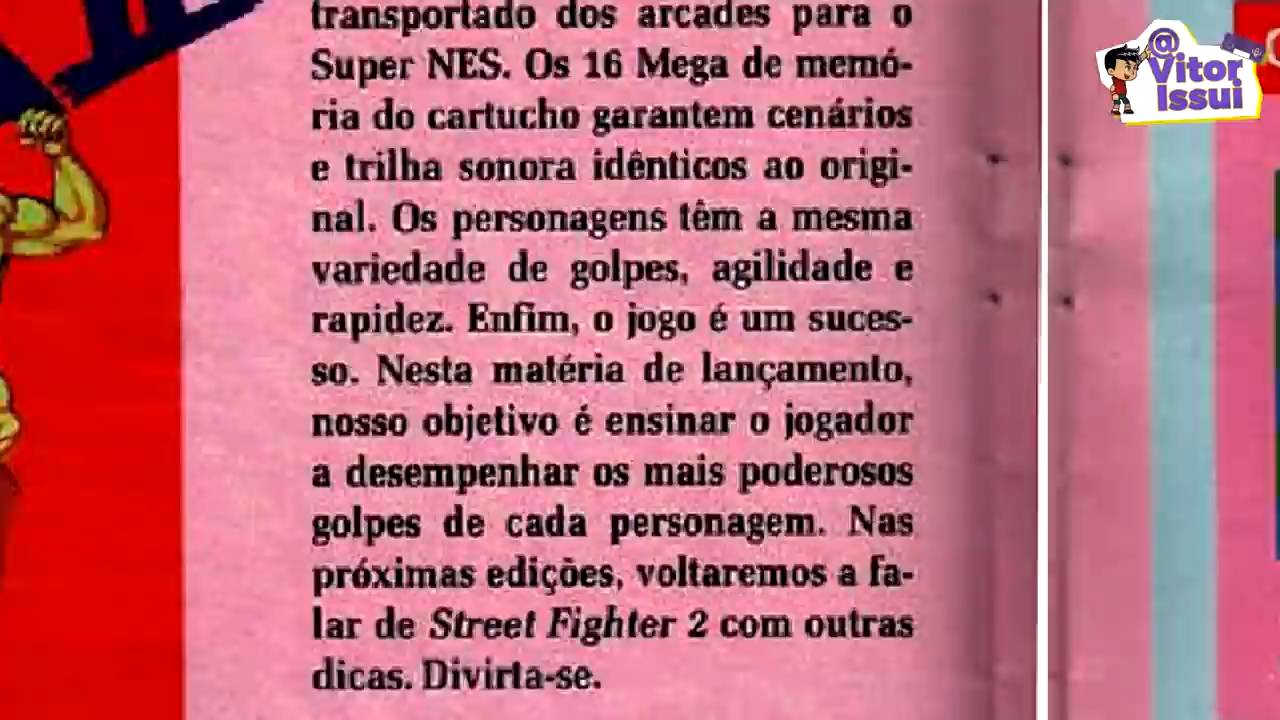 transportado dos arcades para o
Super NES. Os 16 Mega de memó-
ria do cartucho garantem cenários
e trilha sonora idênticos ao origi-
nal. Os personagens têm a mesma
variedade de golpes, agilidade e
rapidez. Enfim, o jogo é um suces-
so. Nesta matéria de lançamento,
nosso objetivo é ensinar o jogador
a desempenhar os mais poderosos
golpes de cada personagem. Nas
próximas edições, voltaremos a fa-
lar de Street Fighter 2 com outras
dicas. Divirta-se.
@
Vitor
Issui